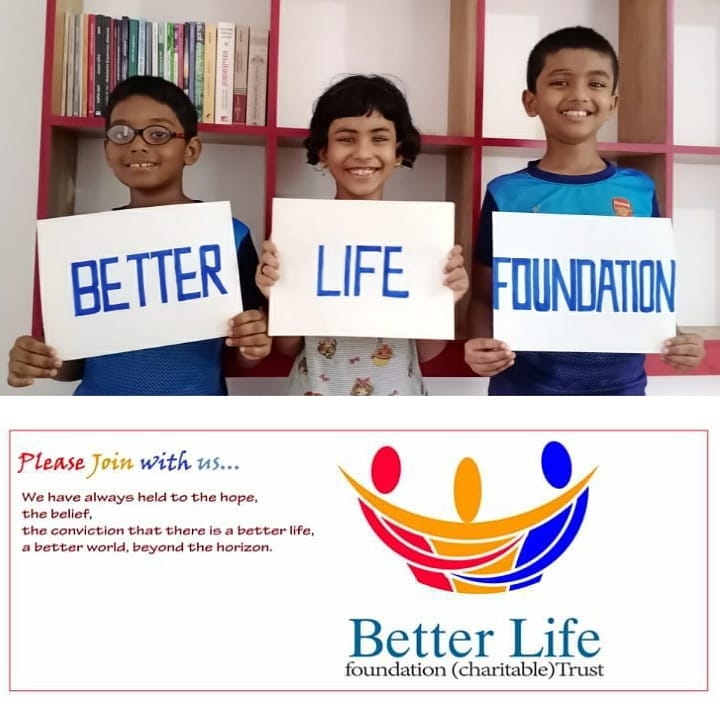 BETTER
LIFE
FOUNDATION
Please Join with us...
We have always held to the hope,
the belief,
the conviction that there is a better life,
a better world, beyond the horizon.
Better Life
foundation (charitable)Trust